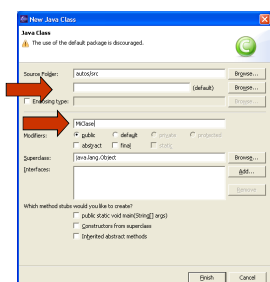 New Java Class
Java Class
The use of the default package is discouraged.
Source Folder: autos/src Browse...
(default) Browse...
Enclosing type: Browse...
MiClase
Modifiers: public default private protected
abstract final static
Superclass: java.lang.Object Browse...
Interfaces: Add...
Remove
Which method stubs would you like to create?
public static void main(String[] args)
Constructors from superclass
Inherited abstract methods
Finish Cancel